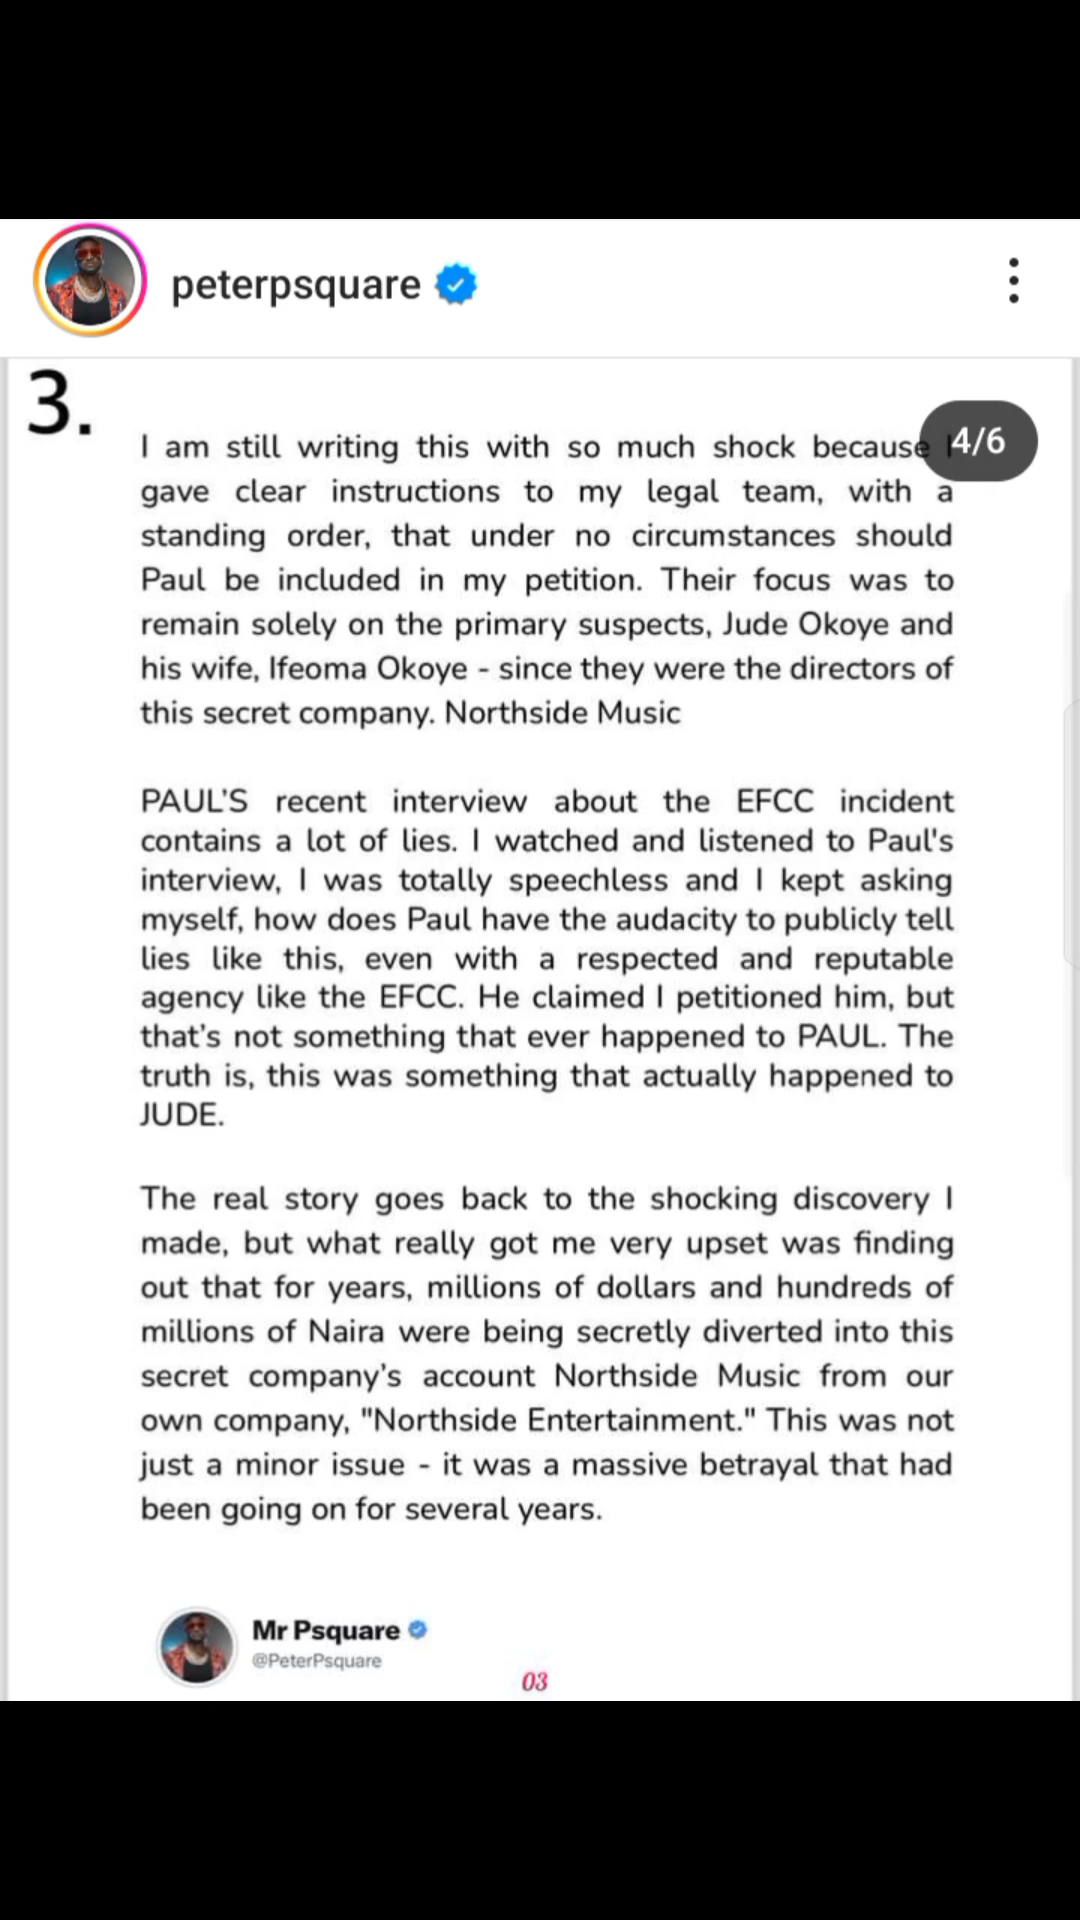 peterpsquare
3.
4/6
I am still writing this with so much shock because I
gave clear instructions to my legal team, with a
standing order, that under no circumstances should
Paul be included in my petition. Their focus was to
remain solely on the primary suspects, Jude Okoye and
his wife, Ifeoma Okoye - since they were the directors of
this secret company. Northside Music
PAUL'S recent interview about the EFCC incident
contains a lot of lies. I watched and listened to Paul's
interview, I was totally speechless and I kept asking
myself, how does Paul have the audacity to publicly tell
lies like this, even with a respected and reputable
agency like the EFCC. He claimed I petitioned him, but
that's not something that ever happened to PAUL. The
truth is, this was something that actually happened to
JUDE.
The real story goes back to the shocking discovery I
made, but what really got me very upset was finding
out that for years, millions of dollars and hundreds of
millions of Naira were being secretly diverted into this
secret company's account Northside Music from our
own company, "Northside Entertainment." This was not
just a minor issue - it was a massive betrayal that had
been going on for several years.
Mr Psquare
@PeterPsquare
03